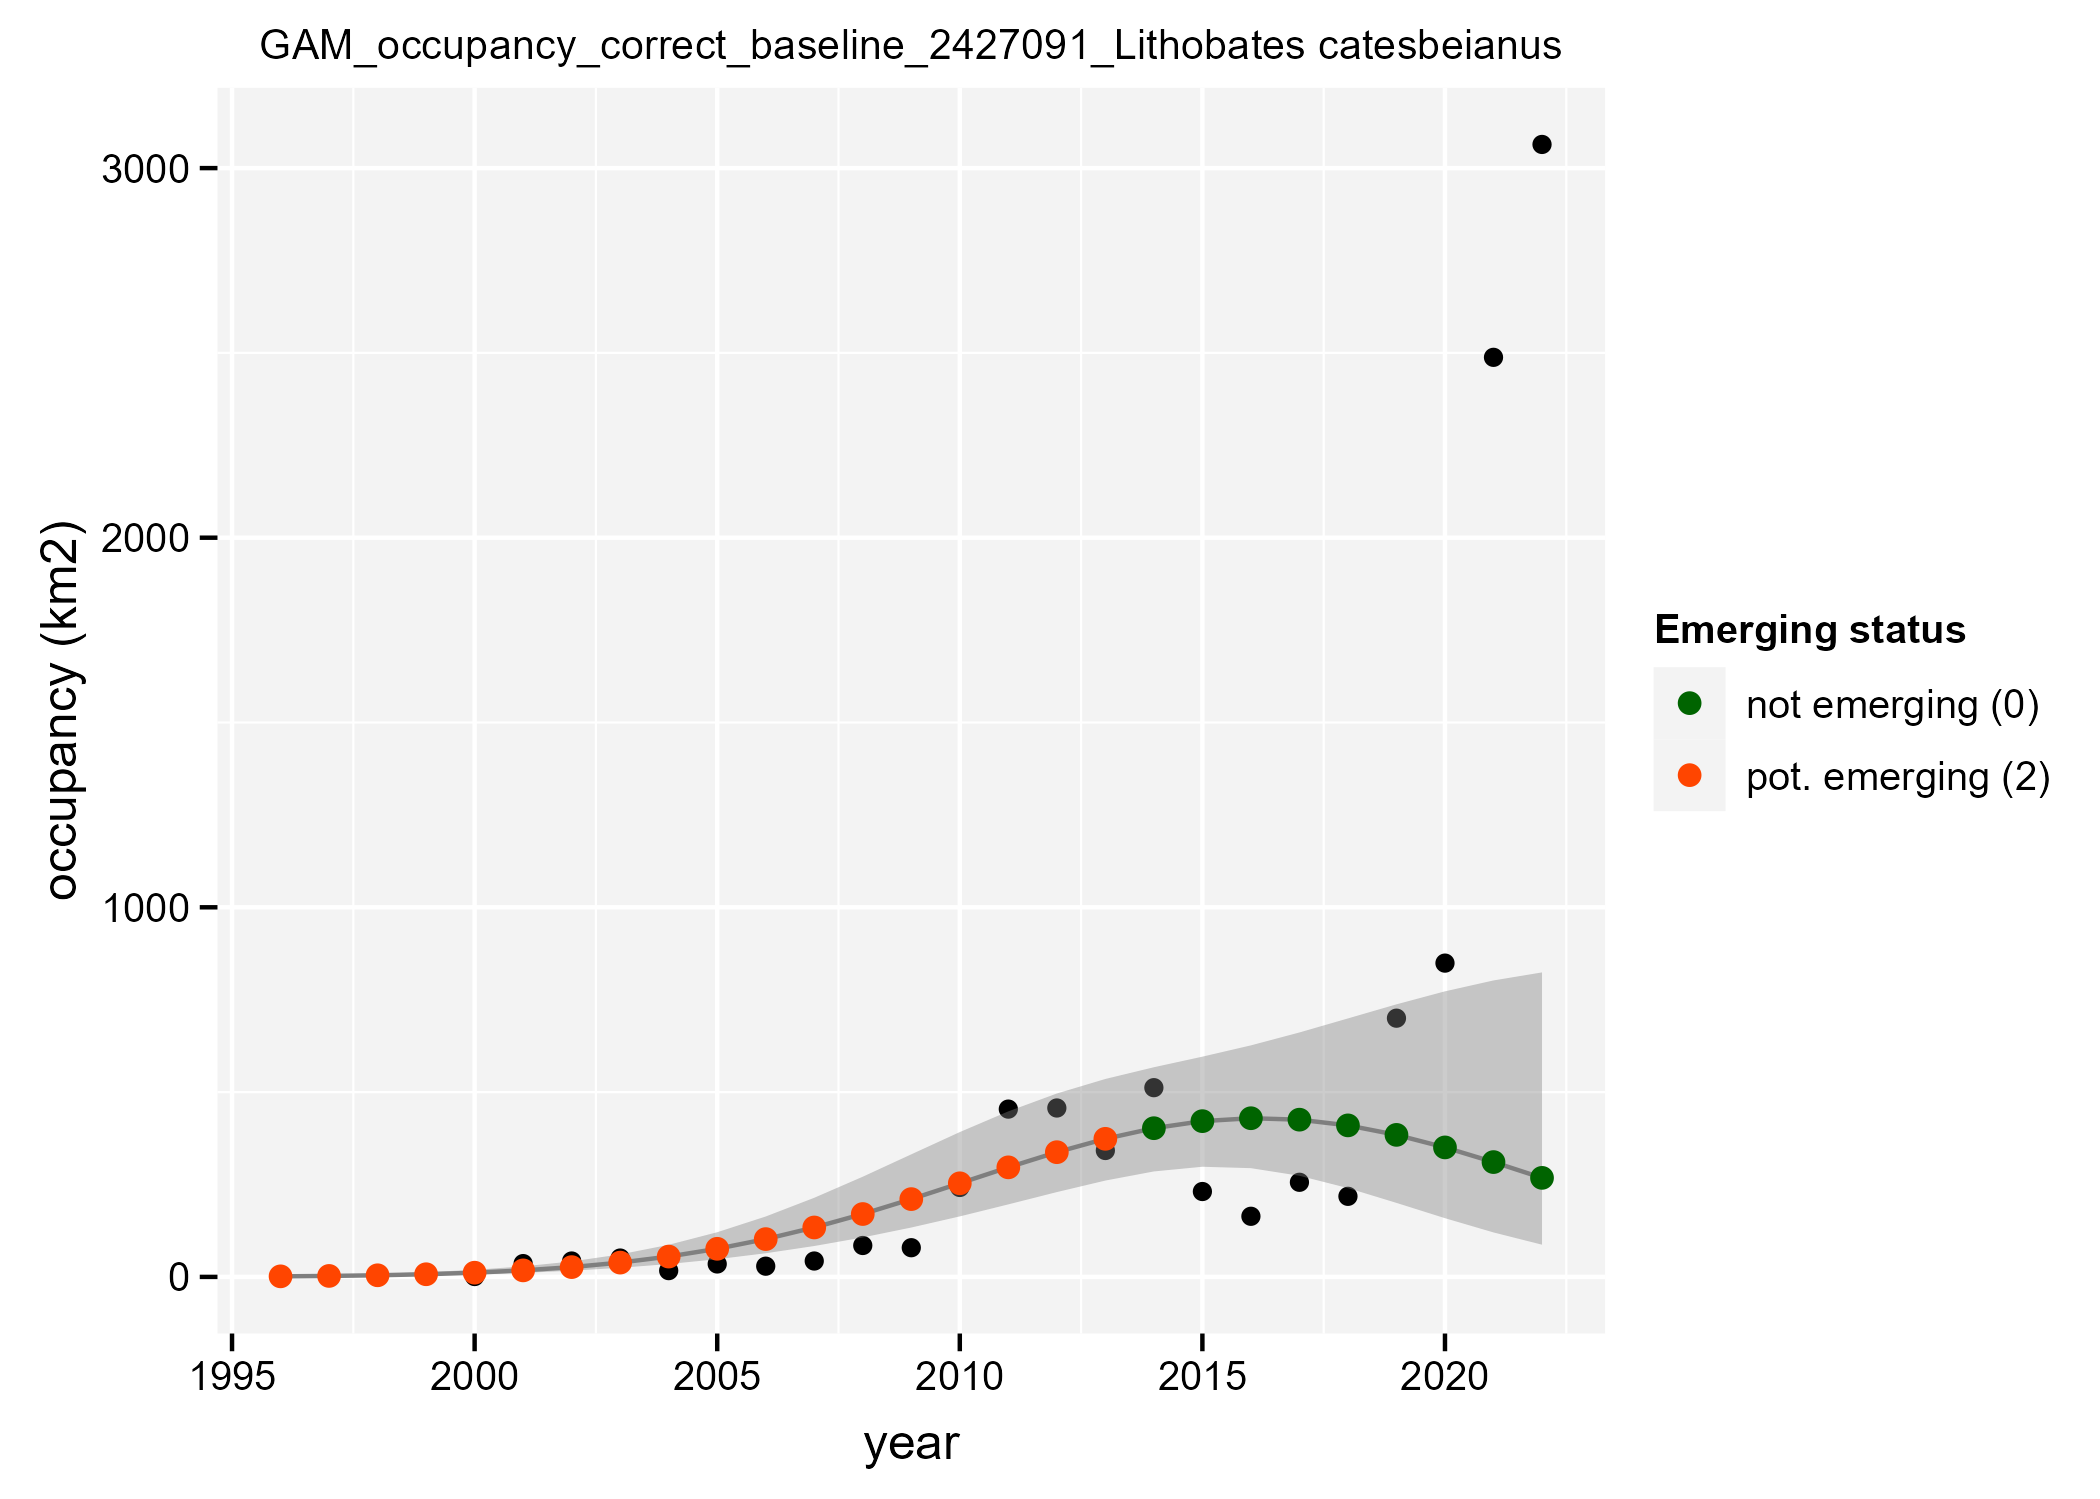 GAM_occupancy_correct_baseline_2427091_Lithobates catesbeianus
3000
2000
1000
0
occupancy (km2)
1995 2000 2005 2010 2015 2020
year
Emerging status
not emerging (0)
pot. emerging (2)